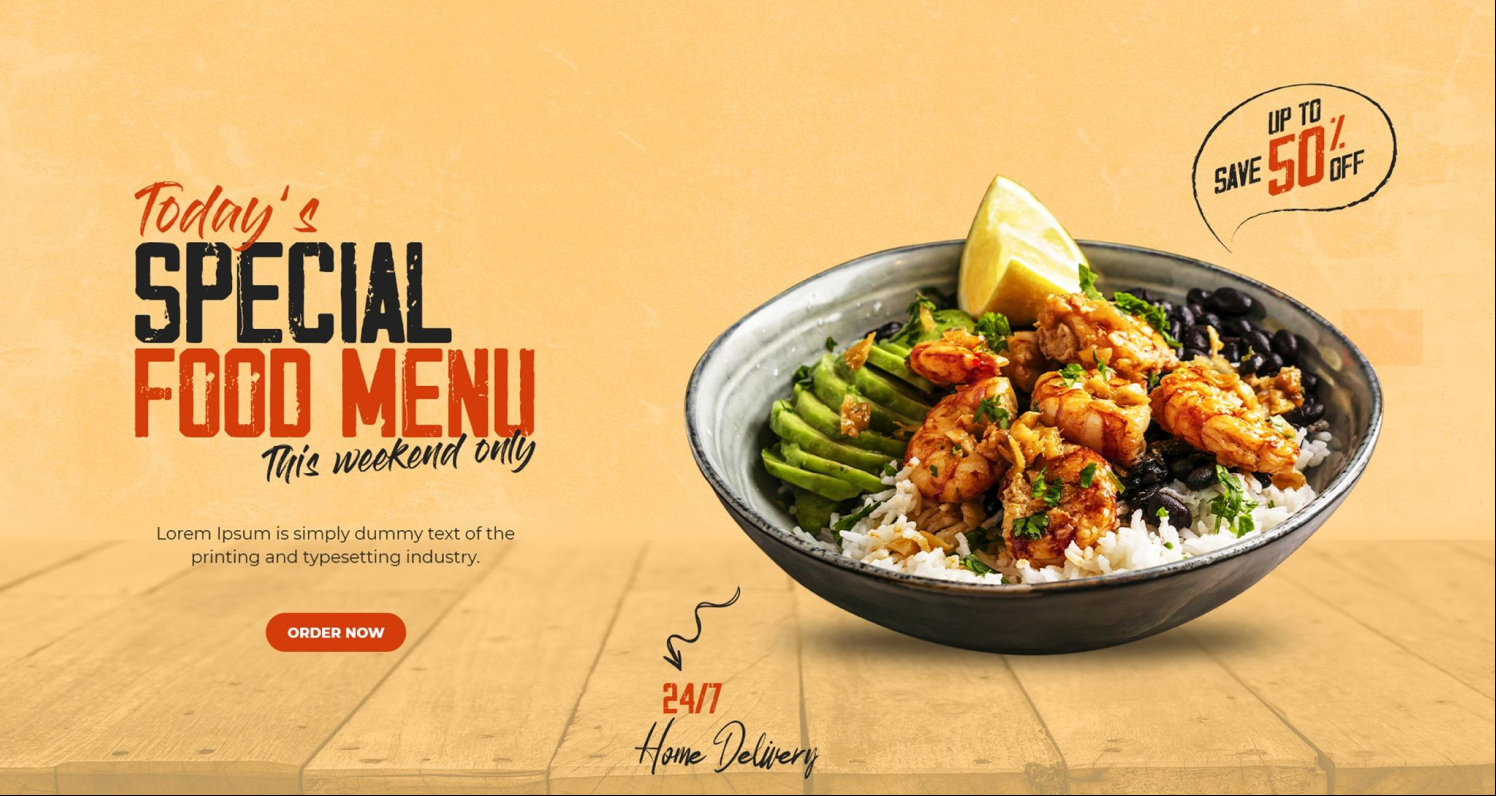 Today's
SPECIAL
FOOD MENU
This weekend only
Lorem Ipsum is simply dummy text of the
printing and typesetting industry.
ORDER NOW
UP TO
SAVE 50% OFF
24/7
Home Delivery